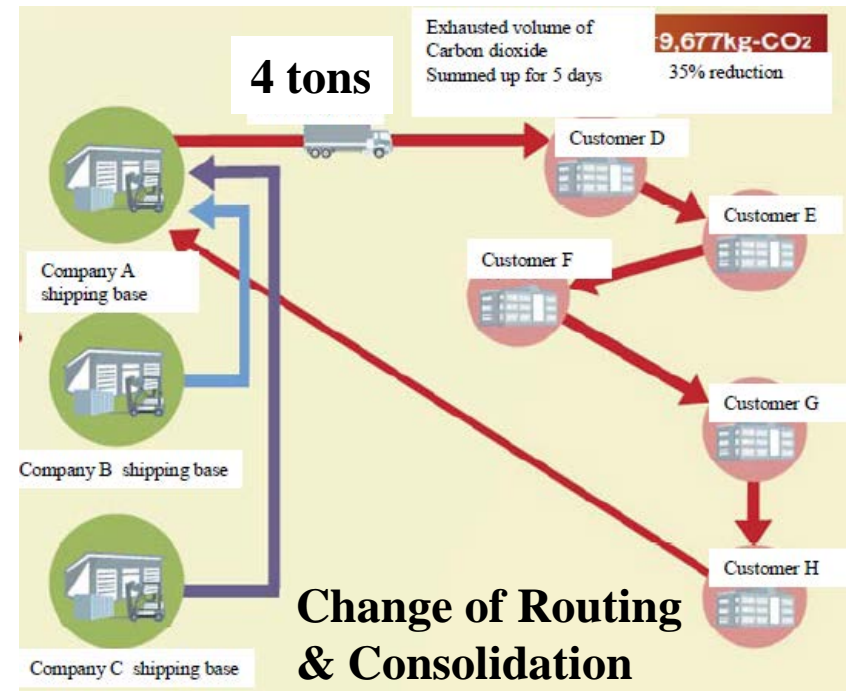 4 tons
Exhausted volume of
Carbon dioxide
Summed up for 5 days
9,677kg-CO2
35% reduction
Customer D
Customer E
Customer F
Company A
shipping base
Customer G
Company B shipping base
Customer H
Change of Routing
& Consolidation
Company C shipping base